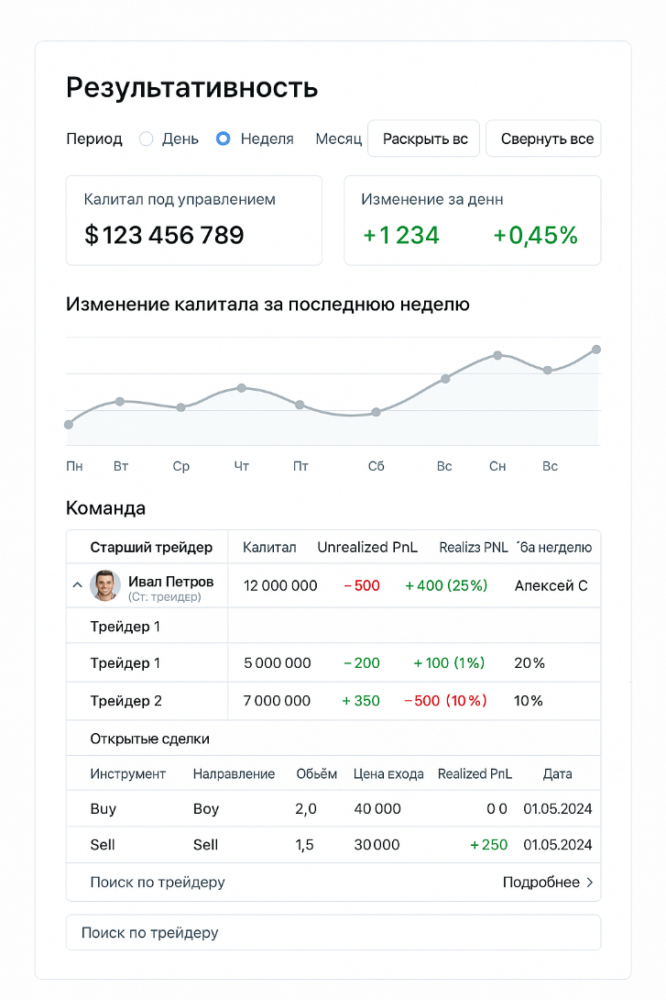 Результативность
Период День Неделя Месяц Раскрыть вс Свернуть все
Калитал под управлением
$123 456 789
Изменение за денн
+1 234 +0,45%
Изменение калитала за последнюю неделю
Пн Вт Ср Чт Пт Сб Вс Сн Вс
Команда
Старший трейдер Калитал Unrealized PnL Realizз PNL ´ба негделю
Ивал Петров 12 000 000 −500 +400 (25%) Алексей С
(Ст. треидер)
Трейдер 1
Трейдер 1 5 000 000 −200 +100 (1%) 20%
Трейдер 2 7 000 000 +350 −500 (10%) 10%
Открытые сделки
Инструмент Налравление Обьём Цена еxода Realized PnL Дата
Buy Boy 2,0 40 000 0 0 01.05.2024
Sell Sell 1,5 30 000 +250 01.05.2024
Поиск по трейдеру Подробнее
Поиск по трейдеру